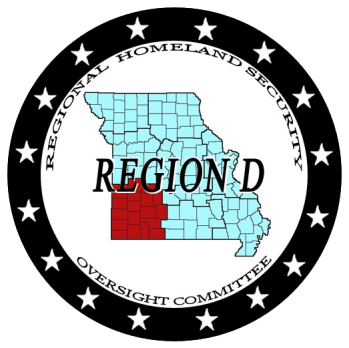 REGIONAL HOMELAND SECURITY
REGION D
OVERSIGHT COMMITTEE